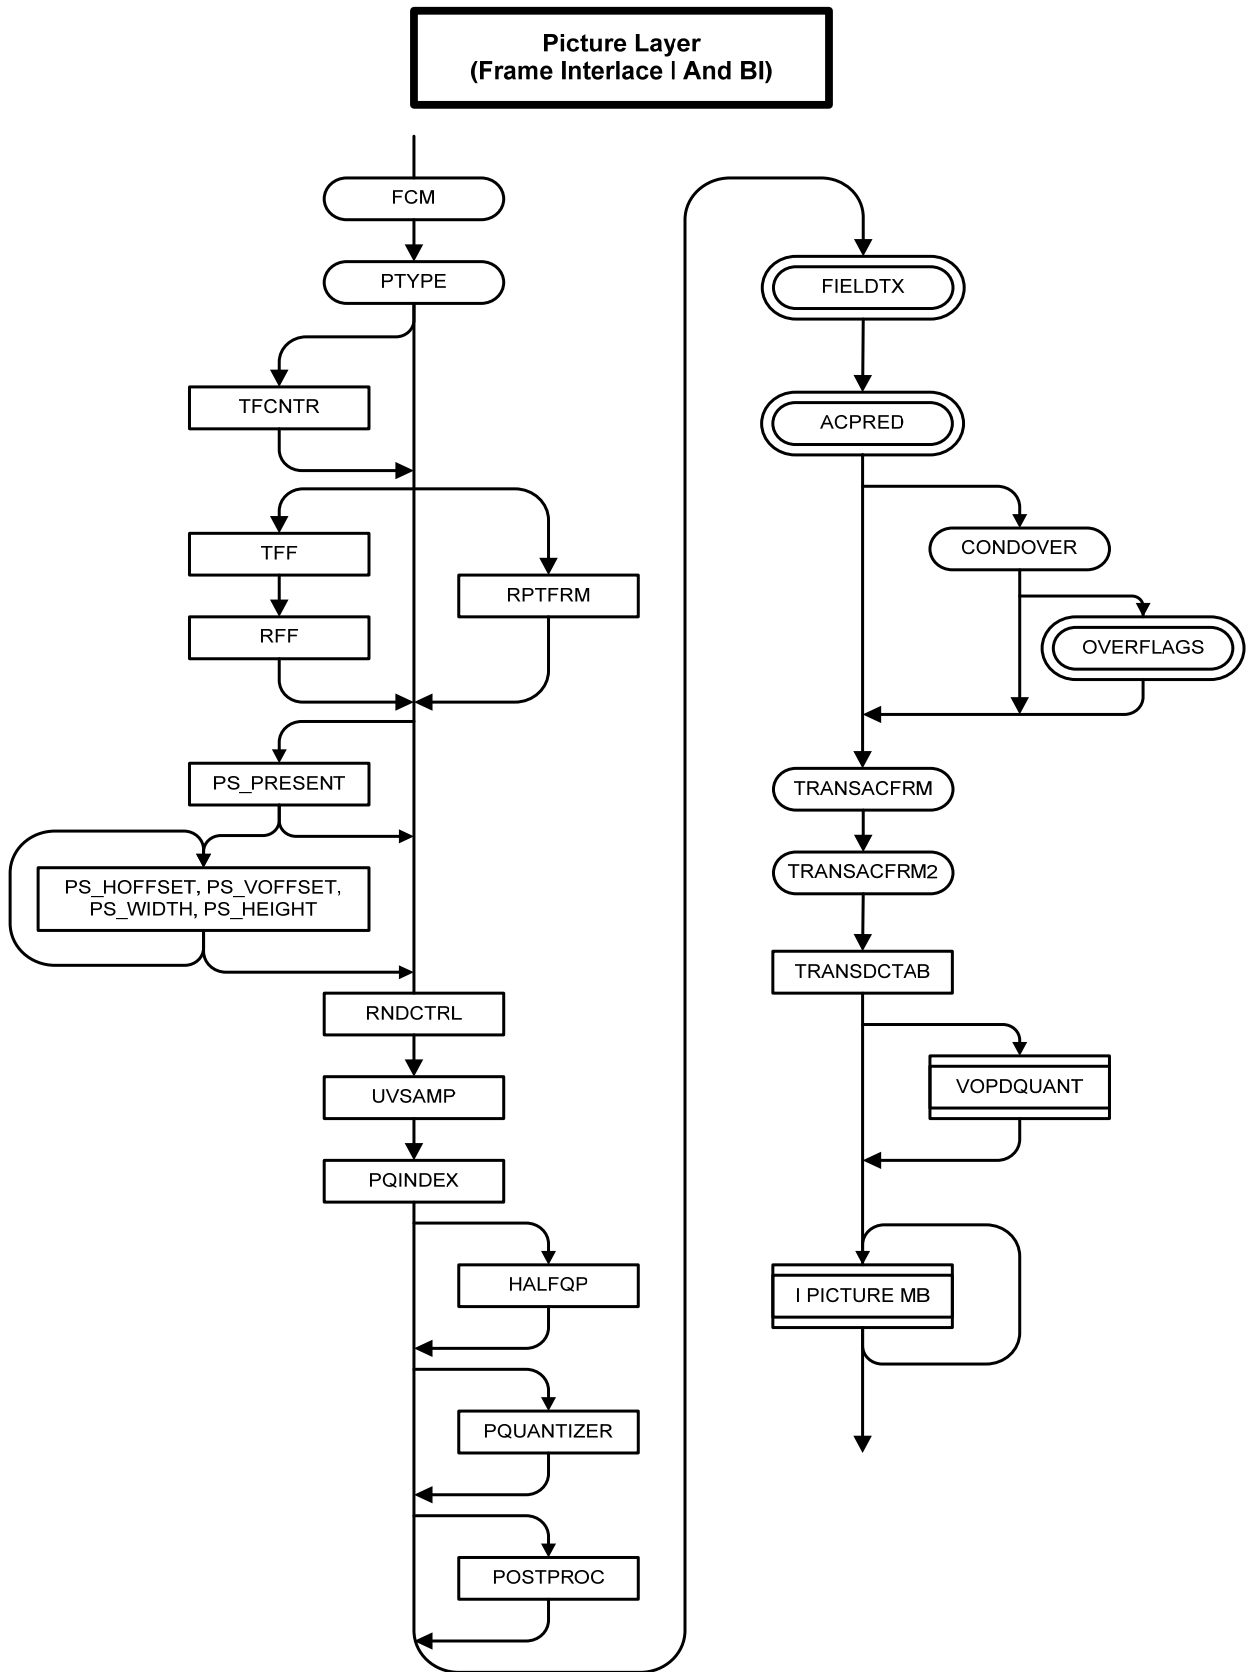 Picture Layer
(Frame Interlace I And BI)
FCM
PTYPE
TFCNTR
TFF
RPTFRM
RFF
PS_PRESENT
PS_HOFFSET, PS_VOFFSET,
PS_WIDTH, PS_HEIGHT
RNDCTRL
UVSAMP
PQINDEX
HALFQP
PQUANTIZER
POSTPROC
FIELDTX
ACPRED
CONDOVER
OVERFLAGS
TRANSACFRM
TRANSACFRM2
TRANSDCTAB
VOPDQUANT
I PICTURE MB